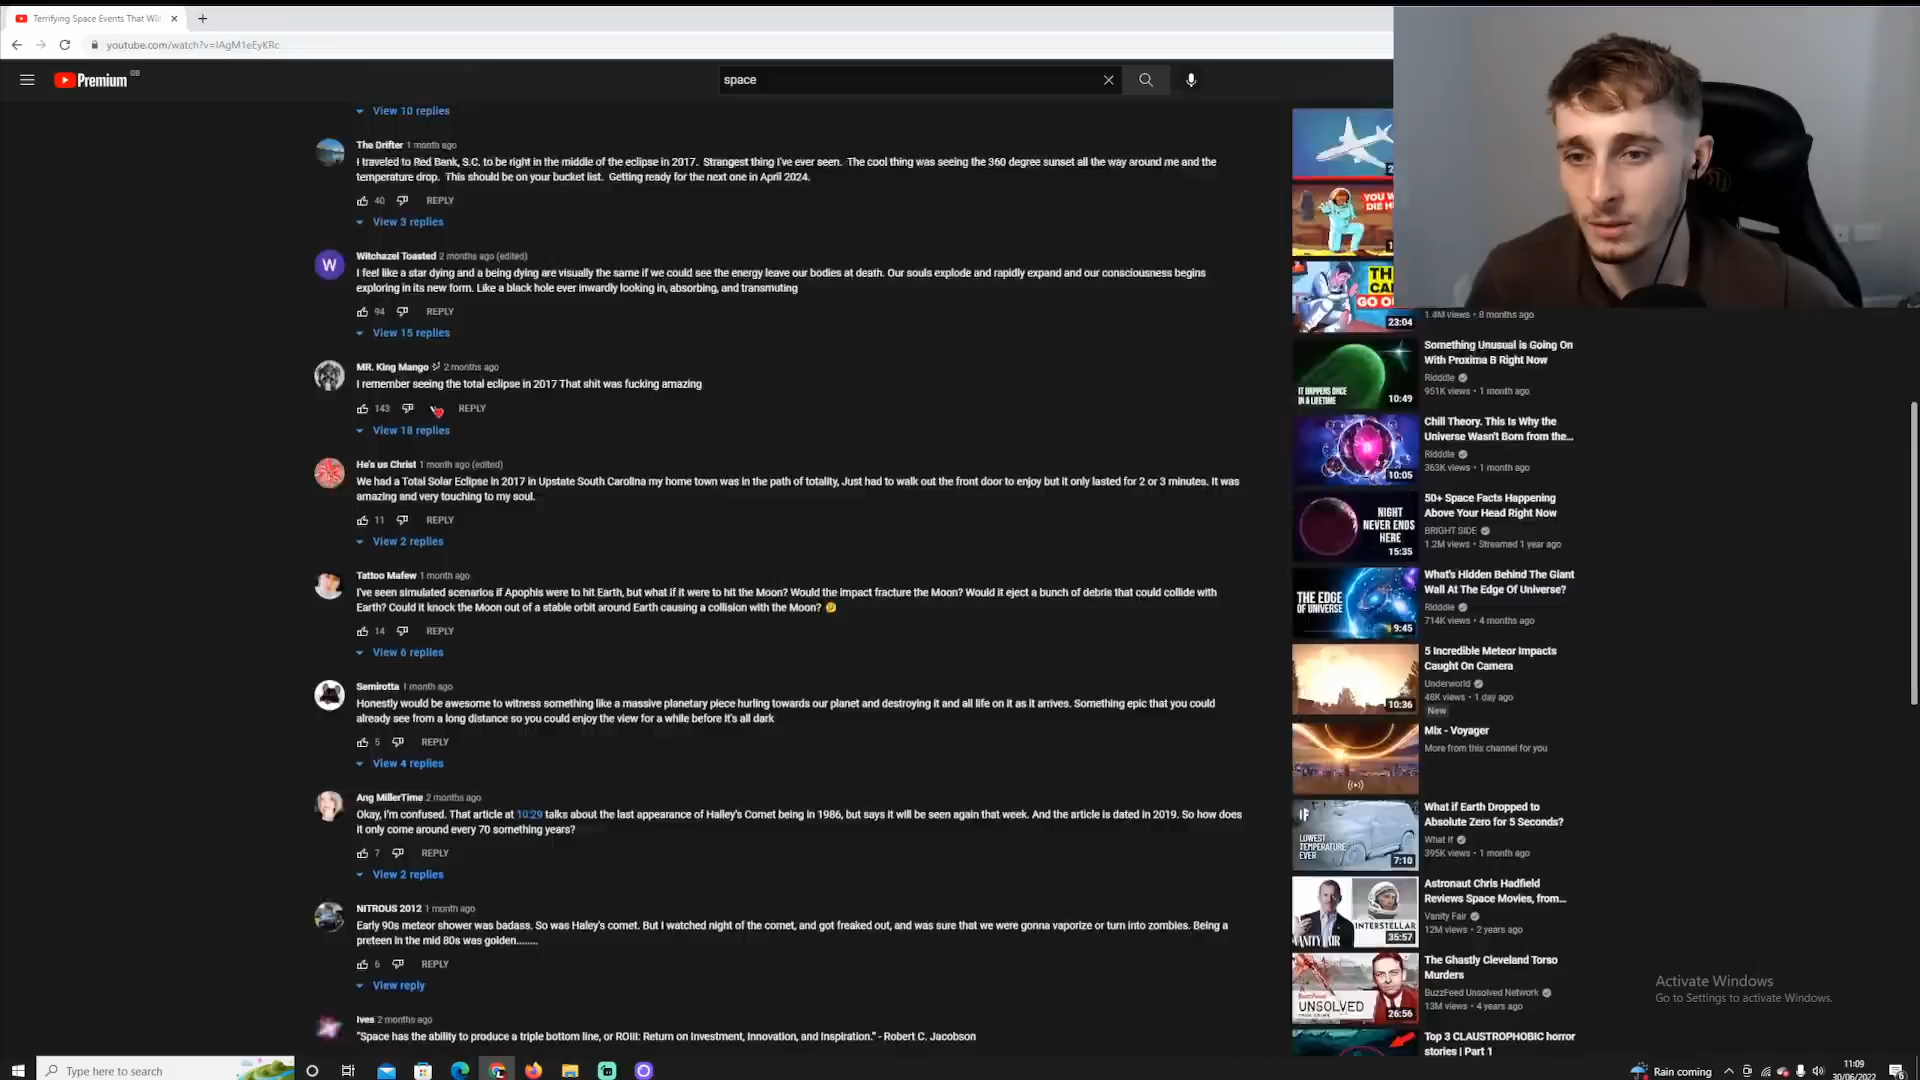 Terrifying Space Events That Will
youtube.com/watch?v=IAgM1eEyKRc
Premium GB
space
View 10 replies
The Drifter 1 month ago
I traveled to Red Bank, S.C. to be right in the middle of the eclipse in 2017. Strangest thing I've ever seen. The cool thing was seeing the 360 degree sunset all the way around me and the
temperature drop. This should be on your bucket list. Getting ready for the next one in April 2024.
40 REPLY
View 3 replies
W
Witchazel Toasted 2 months ago (edited)
I feel like a star dying and a being dying are visually the same if we could see the energy leave our bodies at death. Our souls explode and rapidly expand and our consciousness begins
exploring in its new form. Like a black hole ever inwardly looking in, absorbing, and transmuting
94 REPLY
View 15 replies
MR. King Mango 2 months ago
I remember seeing the total eclipse in 2017 That shit was fucking amazing
143 REPLY
View 18 replies
He's us Christ 1 month ago (edited)
We had a Total Solar Eclipse in 2017 in Upstate South Carolina my home town was in the path of totality, Just had to walk out the front door to enjoy but it only lasted for 2 or 3 minutes. It was
amazing and very touching to my soul.
11 REPLY
View 2 replies
Tattoo Mafew 1 month ago
I've seen simulated scenarios if Apophis were to hit Earth, but what if it were to hit the Moon? Would the impact fracture the Moon? Would it eject a bunch of debris that could collide with
Earth? Could it knock the Moon out of a stable orbit around Earth causing a collision with the Moon? 🤔
14 REPLY
View 6 replies
Semirotta 1 month ago
Honestly would be awesome to witness something like a massive planetary piece hurling towards our planet and destroying it and all life on it as it arrives. Something epic that you could
already see from a long distance so you could enjoy the view for a while before it's all dark
5 REPLY
View 4 replies
Ang MillerTime 2 months ago
Okay, I'm confused. That article at 10:29 talks about the last appearance of Halley's Comet being in 1986, but says it will be seen again that week. And the article is dated in 2019. So how does
it only come around every 70 something years?
7 REPLY
View 2 replies
NITROUS 2012 1 month ago
Early 90s meteor shower was badass. So was Haley's comet. But I watched night of the comet, and got freaked out, and was sure that we were gonna vaporize or turn into zombies. Being a
preteen in the mid 80s was golden........
6 REPLY
View reply
Ives 2 months ago
"Space has the ability to produce a triple bottom line, or ROIII: Return on Investment, Innovation, and Inspiration." - Robert C. Jacobson
YOU W
DIE H
TH
CA
GO O
23:04
1.4M views • 8 months ago
IT HAPPENS ONCE
IN A LIFETIME
10:49
Something Unusual is Going On
With Proxima B Right Now
Ridddle
951K views • 1 month ago
10:05
Chill Theory. This Is Why the
Universe Wasn't Born from the...
Ridddle
363K views • 1 month ago
NIGHT
NEVER ENDS
HERE
15:35
50+ Space Facts Happening
Above Your Head Right Now
BRIGHT SIDE
1.2M views • Streamed 1 year ago
THE EDGE
OF UNIVERSE
9:45
What's Hidden Behind The Giant
Wall At The Edge Of Universe?
Ridddle
714K views • 4 months ago
10:36
5 Incredible Meteor Impacts
Caught On Camera
Underworld
48K views • 1 day ago
New
Mix - Voyager
More from this channel for you
IF
LOWEST
TEMPERATURE
EVER
7:10
What if Earth Dropped to
Absolute Zero for 5 Seconds?
What If
395K views • 1 month ago
VANITY FAIR
INTERSTELLAR
35:57
Astronaut Chris Hadfield
Reviews Space Movies, from...
Vanity Fair
12M views • 2 years ago
BuzzFeed
UNSOLVED
26:56
The Ghastly Cleveland Torso
Murders
BuzzFeed Unsolved Network
13M views • 4 years ago
Top 3 CLAUSTROPHOBIC horror
stories | Part 1
Activate Windows
Go to Settings to activate Windows.
Type here to search
Rain coming
11:09
30/06/2022